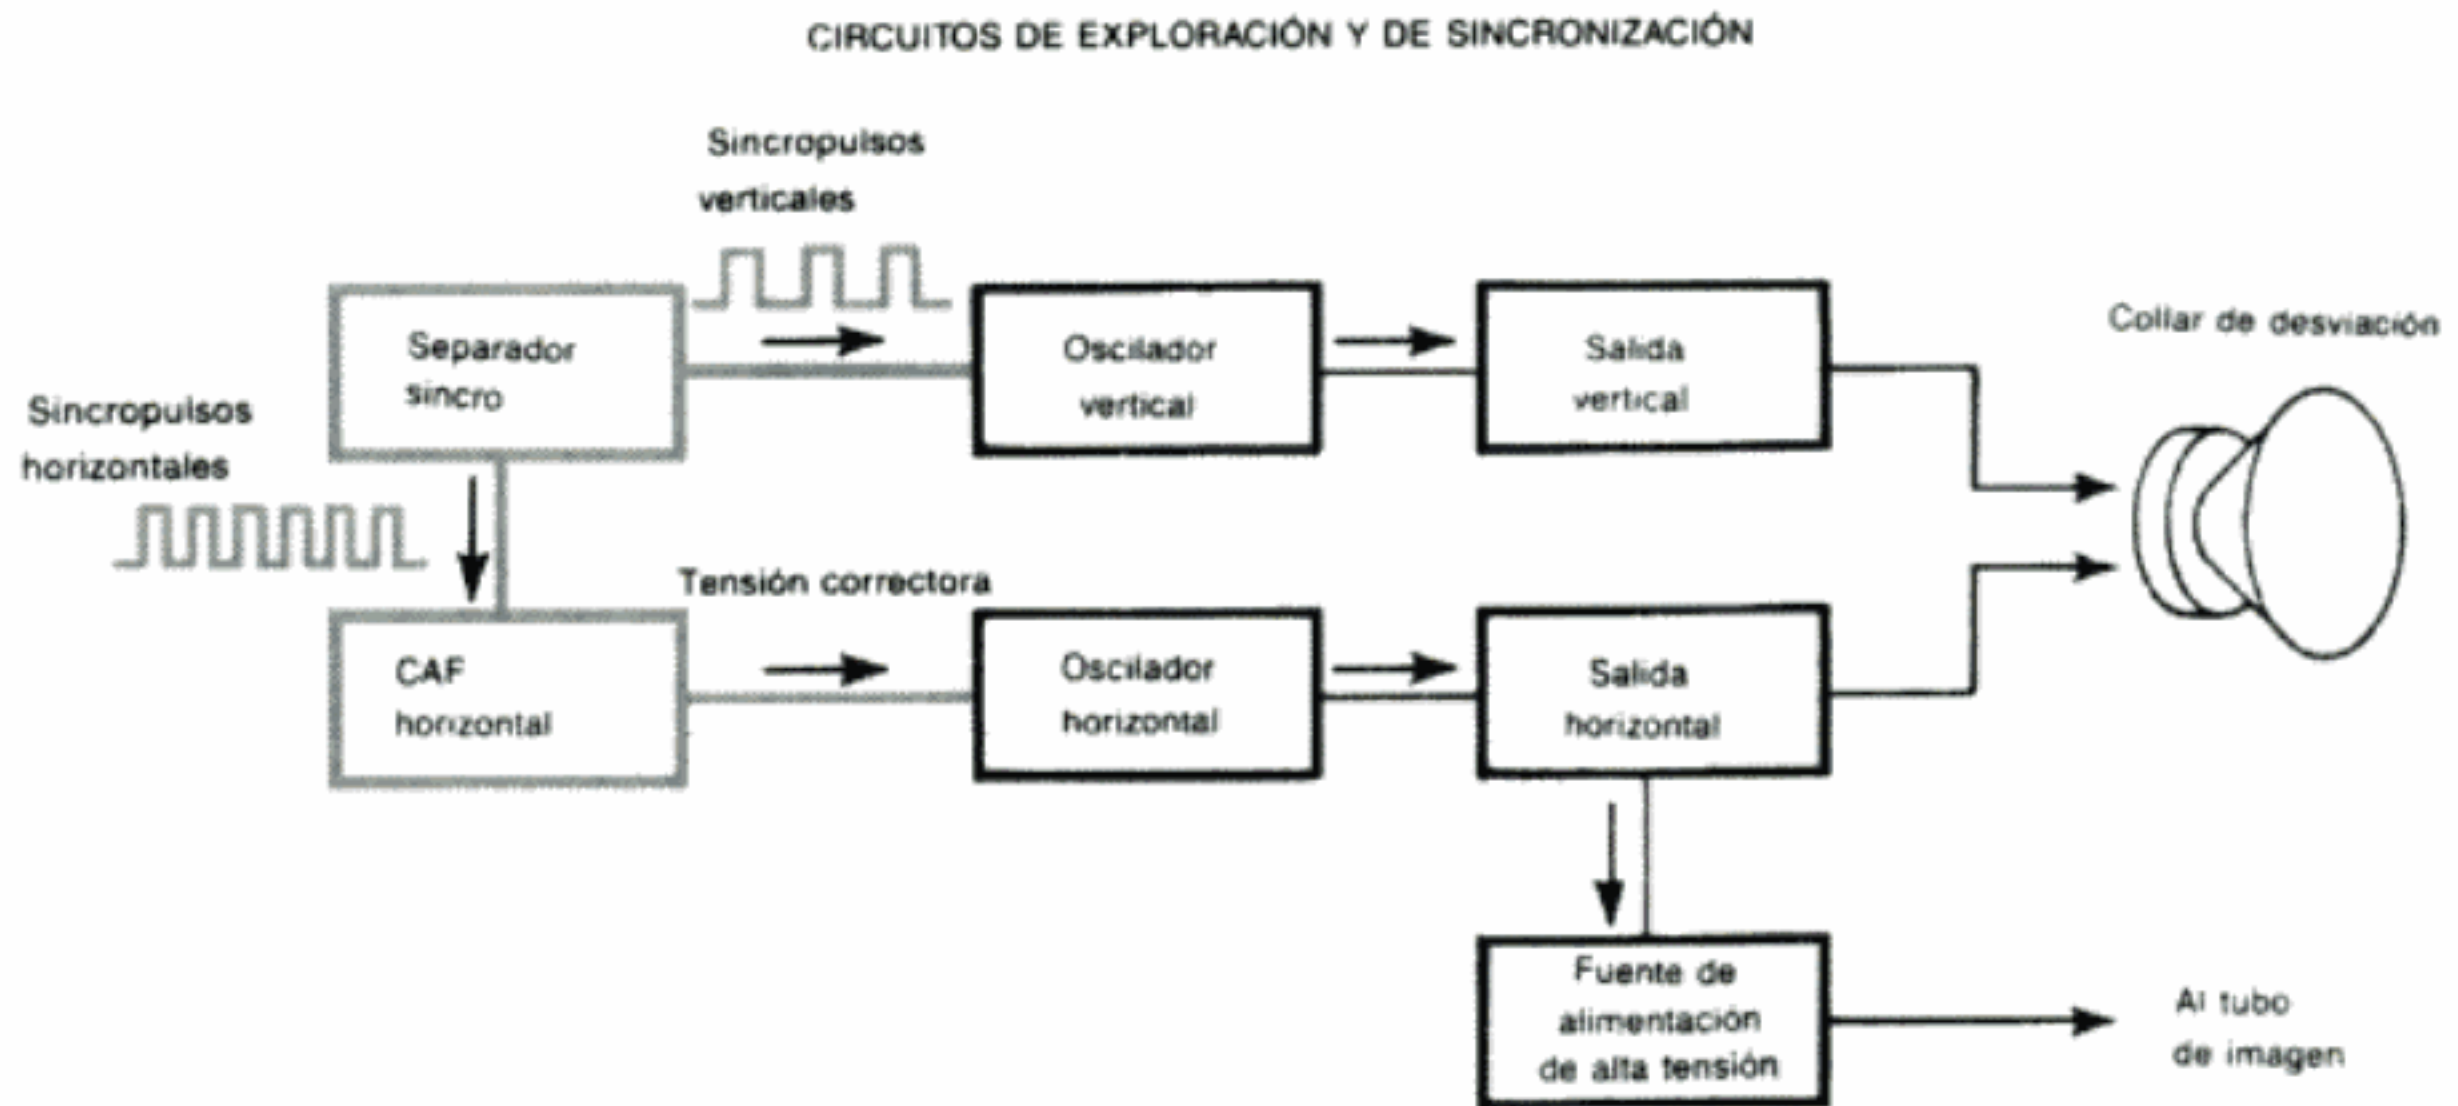 CIRCUITOS DE EXPLORACIÓN Y DE SINCRONIZACIÓN
Sincropulsos
verticales
Separador
sincro
Oscilador
vertical
Salida
vertical
Collar de desviación
Sincropulsos
horizontales
Tensión correctora
CAF
horizontal
Oscilador
horizontal
Salida
horizontal
Fuente de
alimentación
de alta tensión
Al tubo
de imagen